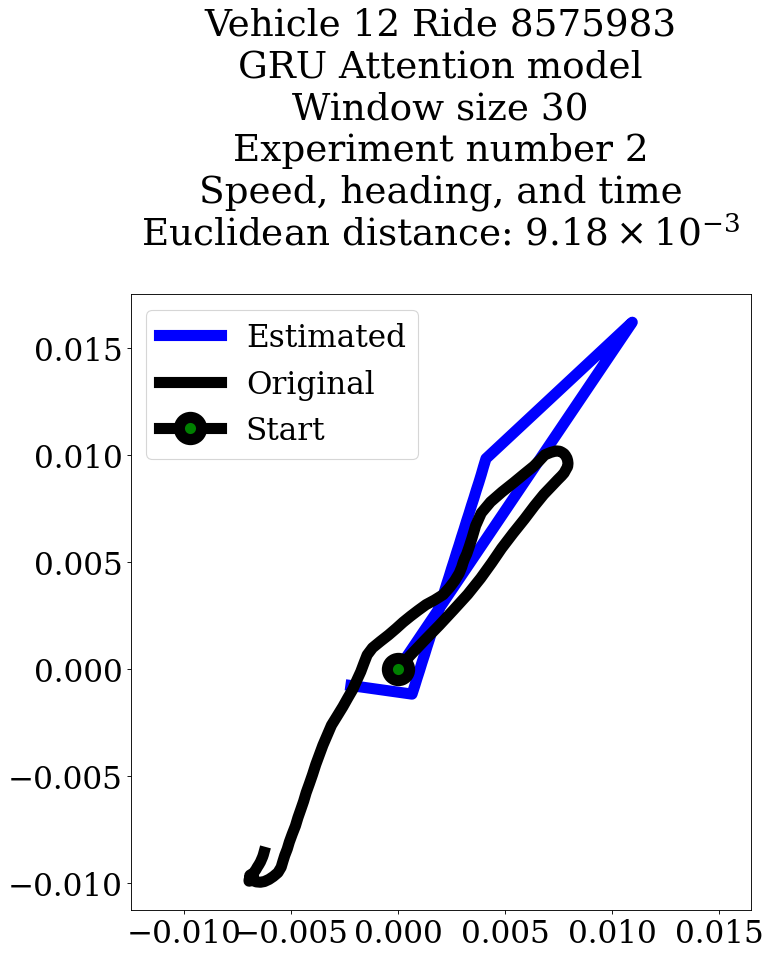 Vehicle 12 Ride 8575983
GRU Attention model
Window size 30
Experiment number 2
Speed, heading, and time
Euclidean distance: 9.18 × 10⁻³
Estimated
Original
Start
0.015
0.010
0.005
0.000
−0.005
−0.010
−0.010 −0.005 0.000 0.005 0.010 0.015